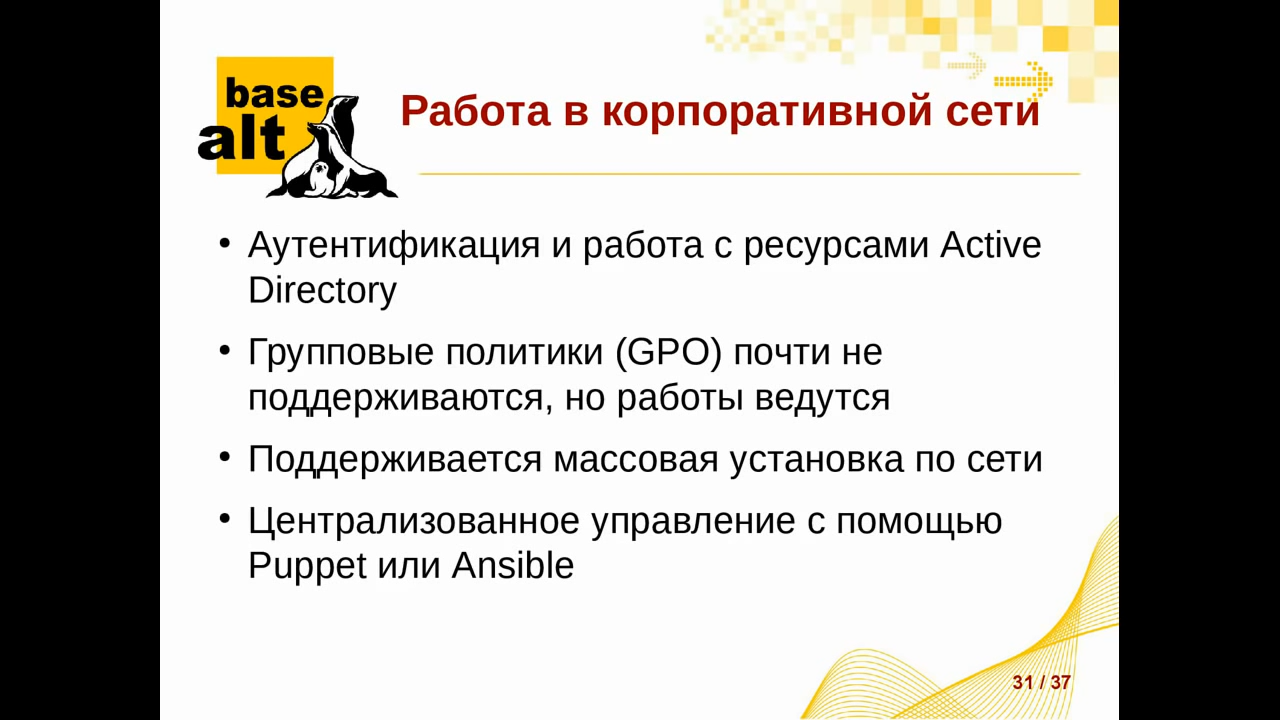 base
alt
Работа в корпоративной сети
• Аутентификация и работа с ресурсами Active
Directory
• Групповые политики (GPO) почти не
поддерживаются, но работы ведутся
• Поддерживается массовая установка по сети
• Централизованное управление с помощью
Puppet или Ansible
31 / 37